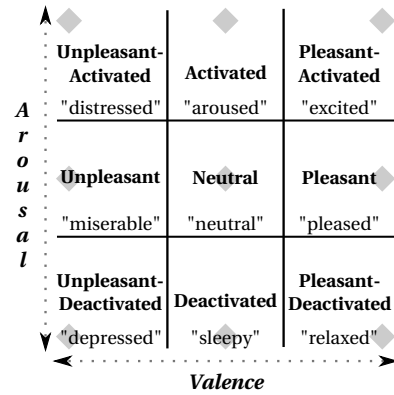 Unpleasant-
Activated
"distressed"
Activated
"aroused"
Pleasant-
Activated
"excited"
Arousal
Unpleasant
"miserable"
Neutral
"neutral"
Pleasant
"pleased"
Unpleasant-
Deactivated
"depressed"
Deactivated
"sleepy"
Pleasant-
Deactivated
"relaxed"
Valence